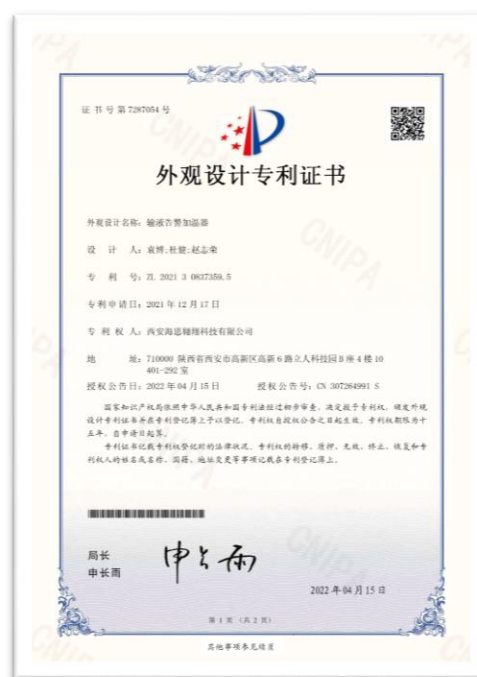 证书号第7287054号
外观设计专利证书
外观设计名称：输液告警加温器
设 计 人：袁博;杜健;赵志荣
专 利 号：ZL 2021 3 0837359.5
专利申请日：2021年12月17日
专 利 权 人：西安海思翱翔科技有限公司
地 址：710000 陕西省西安市高新区高新6路立人科技园B座4楼10
401-292室
授权公告日：2022年04月15日 授权公告号：CN 307264991 S
国家知识产权局依照中华人民共和国专利法经过初步审查，决定授予专利权，颁发外观
设计专利证书并在专利登记簿上予以登记。专利权自授权公告之日起生效。专利权期限为十
五年，自申请日起算。
专利证书记载专利权登记时的法律状况。专利权的转移、质押、无效、终止、恢复和专
利权人的姓名或名称、国籍、地址变更等事项记载在专利登记簿上。
局长
申长雨
申长雨
2022年04月15日
第 1 页 (共 2 页)
其他事项参见续页
CNIPA